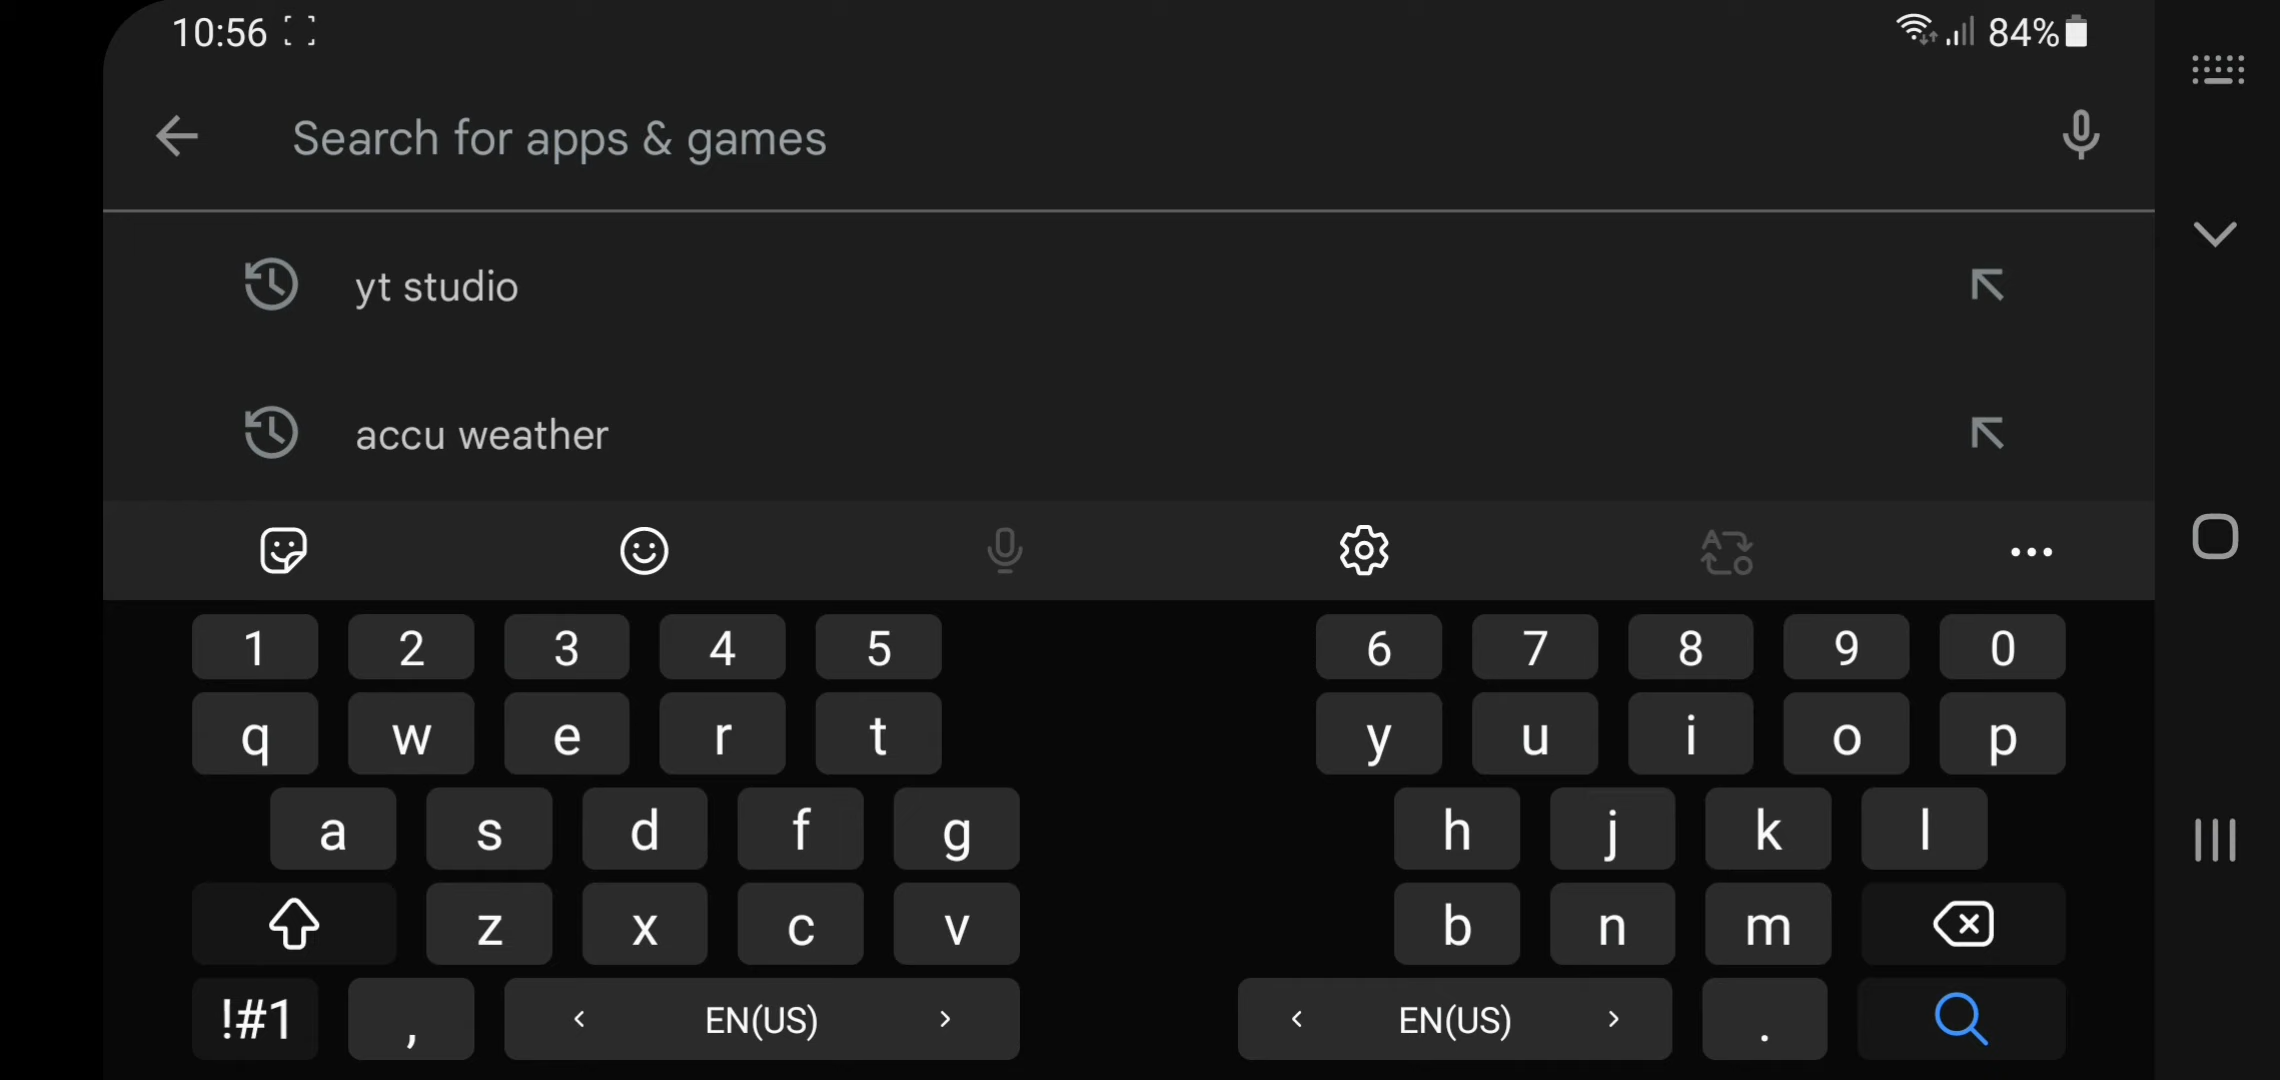 10:56 84%
Search for apps & games
yt studio
accu weather
1 2 3 4 5 6 7 8 9 0
q w e r t y u i o p
a s d f g h j k l
z x c v b n m
!#1 , < EN(US) > < EN(US) > .